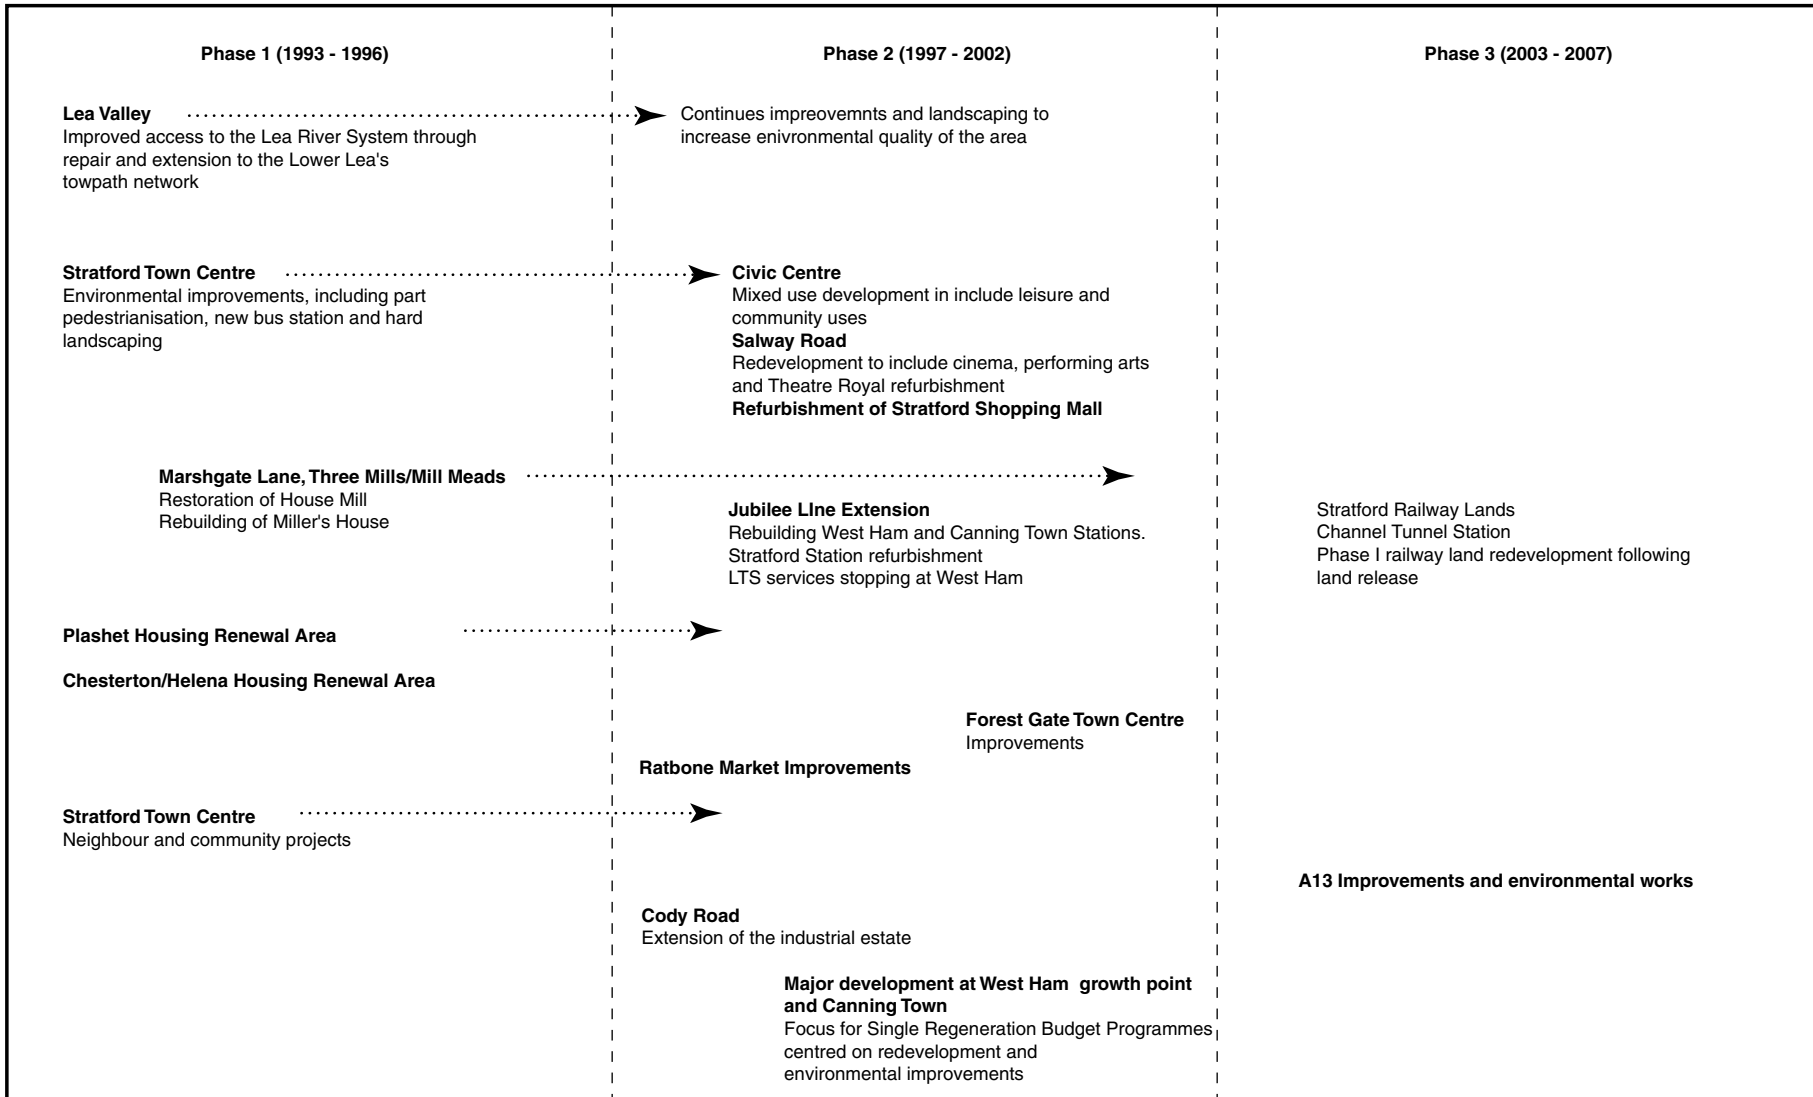 Phase 1 (1993 - 1996)
Phase 2 (1997 - 2002)
Phase 3 (2003 - 2007)
Lea Valley
Improved access to the Lea River System through
repair and extension to the Lower Lea's
towpath network
Continues impreovemnts and landscaping to
increase enivronmental quality of the area
Stratford Town Centre
Environmental improvements, including part
pedestrianisation, new bus station and hard
landscaping
Civic Centre
Mixed use development in include leisure and
community uses
Salway Road
Redevelopment to include cinema, performing arts
and Theatre Royal refurbishment
Refurbishment of Stratford Shopping Mall
Marshgate Lane, Three Mills/Mill Meads
Restoration of House Mill
Rebuilding of Miller's House
Jubilee LIne Extension
Rebuilding West Ham and Canning Town Stations.
Stratford Station refurbishment
LTS services stopping at West Ham
Stratford Railway Lands
Channel Tunnel Station
Phase I railway land redevelopment following
land release
Plashet Housing Renewal Area
Chesterton/Helena Housing Renewal Area
Forest Gate Town Centre
Improvements
Ratbone Market Improvements
Stratford Town Centre
Neighbour and community projects
A13 Improvements and environmental works
Cody Road
Extension of the industrial estate
Major development at West Ham growth point
and Canning Town
Focus for Single Regeneration Budget Programmes
centred on redevelopment and
environmental improvements